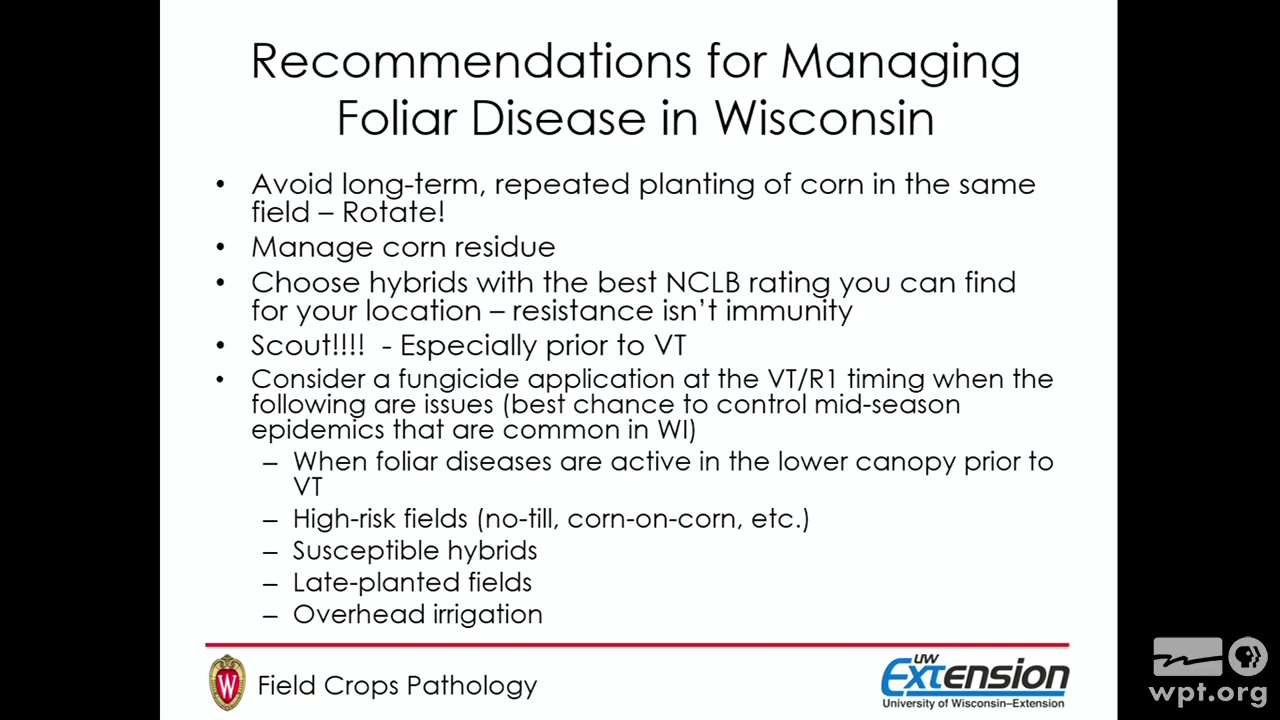 Recommendations for Managing
Foliar Disease in Wisconsin
• Avoid long-term, repeated planting of corn in the same
field – Rotate!
• Manage corn residue
• Choose hybrids with the best NCLB rating you can find
for your location – resistance isn't immunity
• Scout!!!!  - Especially prior to VT
• Consider a fungicide application at the VT/R1 timing when the
following are issues (best chance to control mid-season
epidemics that are common in WI)
– When foliar diseases are active in the lower canopy prior to
VT
– High-risk fields (no-till, corn-on-corn, etc.)
– Susceptible hybrids
– Late-planted fields
– Overhead irrigation
W
Field Crops Pathology
UW
Extension
University of Wisconsin–Extension
wpt.org